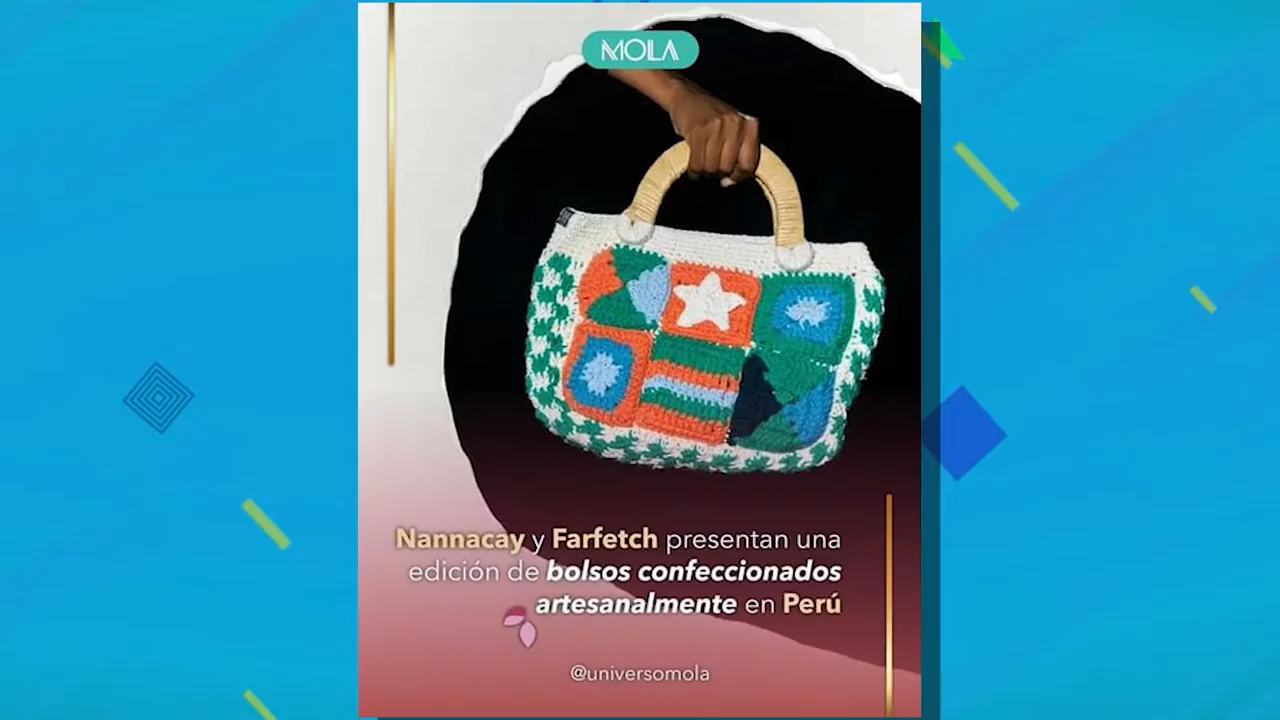 MOLA
Nannacay y Farfetch presentan una
edición de bolsos confeccionados
artesanalmente en Perú
@universomola